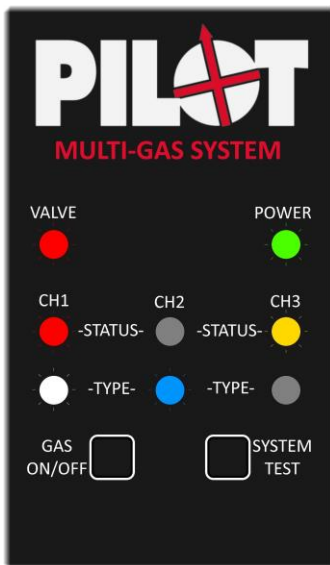 PILOT
MULTI-GAS SYSTEM
VALVE POWER
CH1 CH2 CH3
-STATUS- -STATUS-
-TYPE- -TYPE-
GAS ON/OFF
SYSTEM TEST